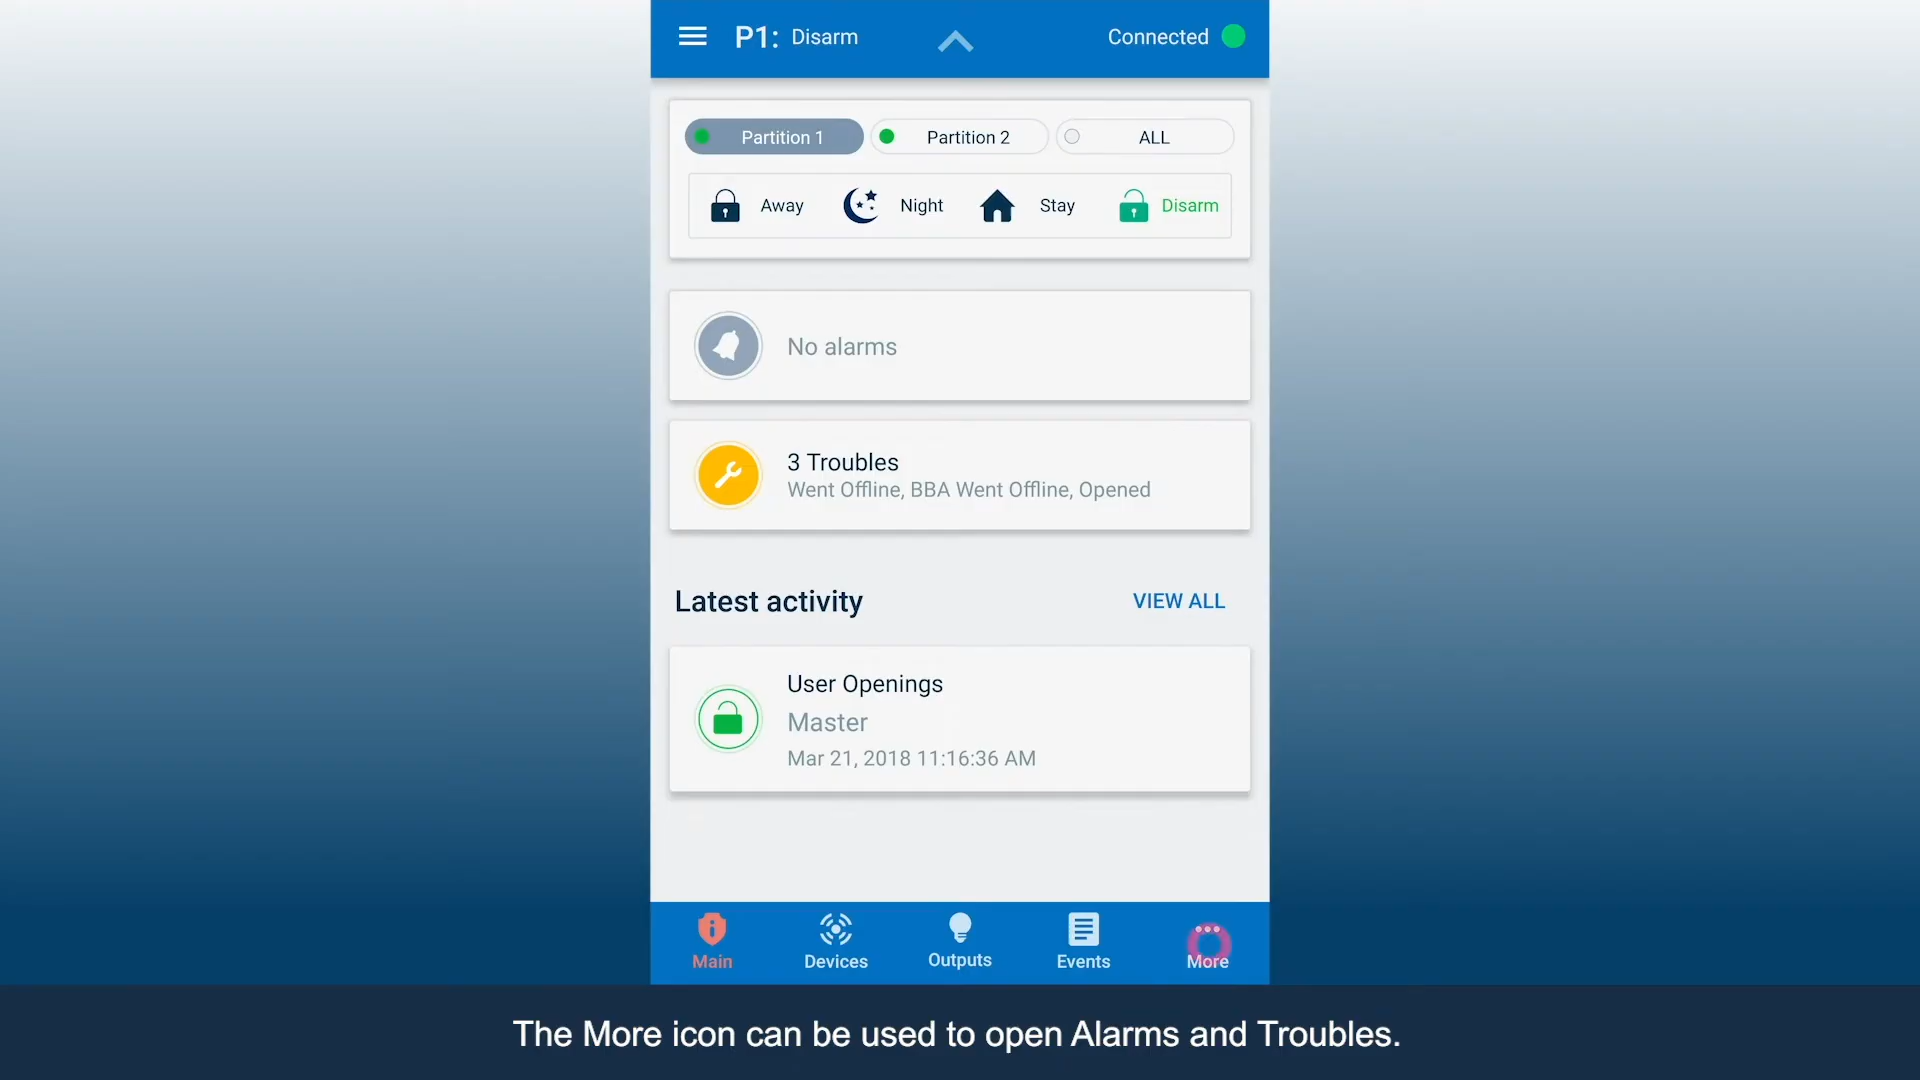 P1: Disarm Connected
Partition 1 Partition 2 ALL
Away Night Stay Disarm
No alarms
3 Troubles
Went Offline, BBA Went Offline, Opened
Latest activity VIEW ALL
User Openings
Master
Mar 21, 2018 11:16:36 AM
Main Devices Outputs Events More
The More icon can be used to open Alarms and Troubles.